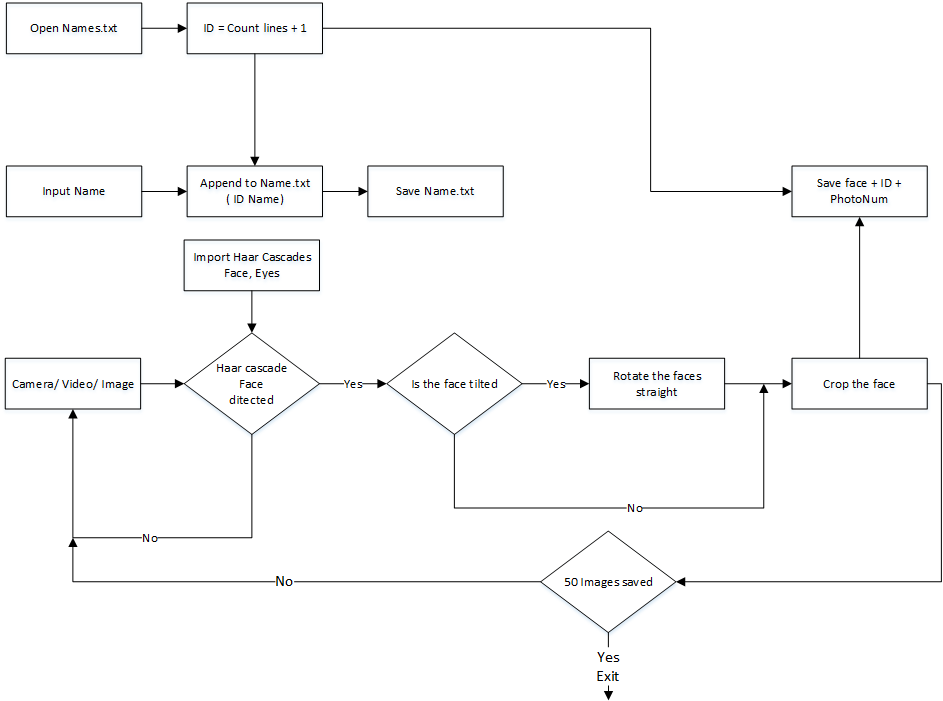 Open Names.txt
ID = Count lines + 1
Input Name
Append to Name.txt
( ID Name)
Save Name.txt
Save face + ID +
PhotoNum
Import Haar Cascades
Face, Eyes
Camera/ Video/ Image
Haar cascade
Face
ditected
Yes
Is the face tilted
Yes
Rotate the faces
straight
Crop the face
No
No
50 Images saved
No
Yes
Exit